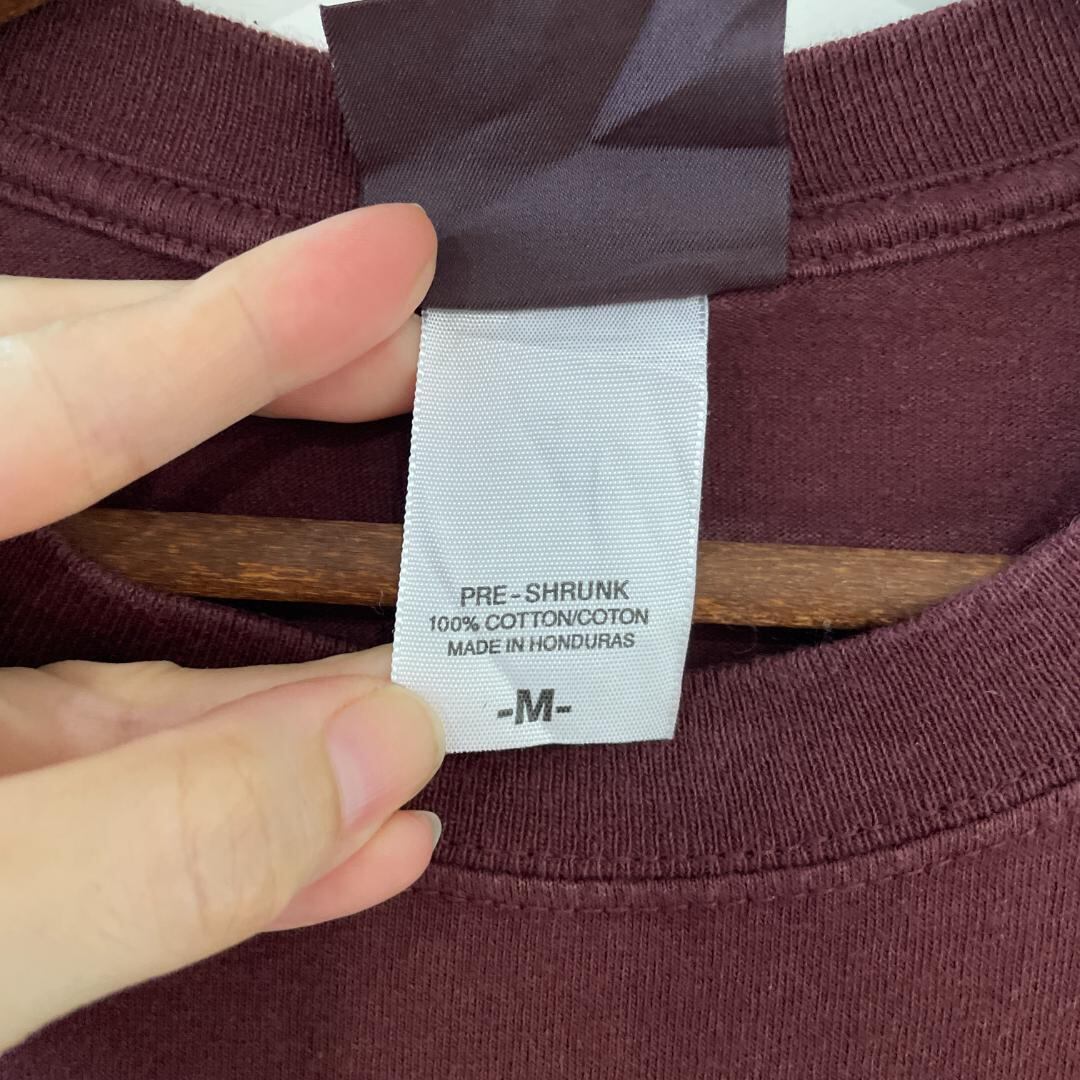 PRE-SHRUNK
100% COTTON/COTON
MADE IN HONDURAS
-M-